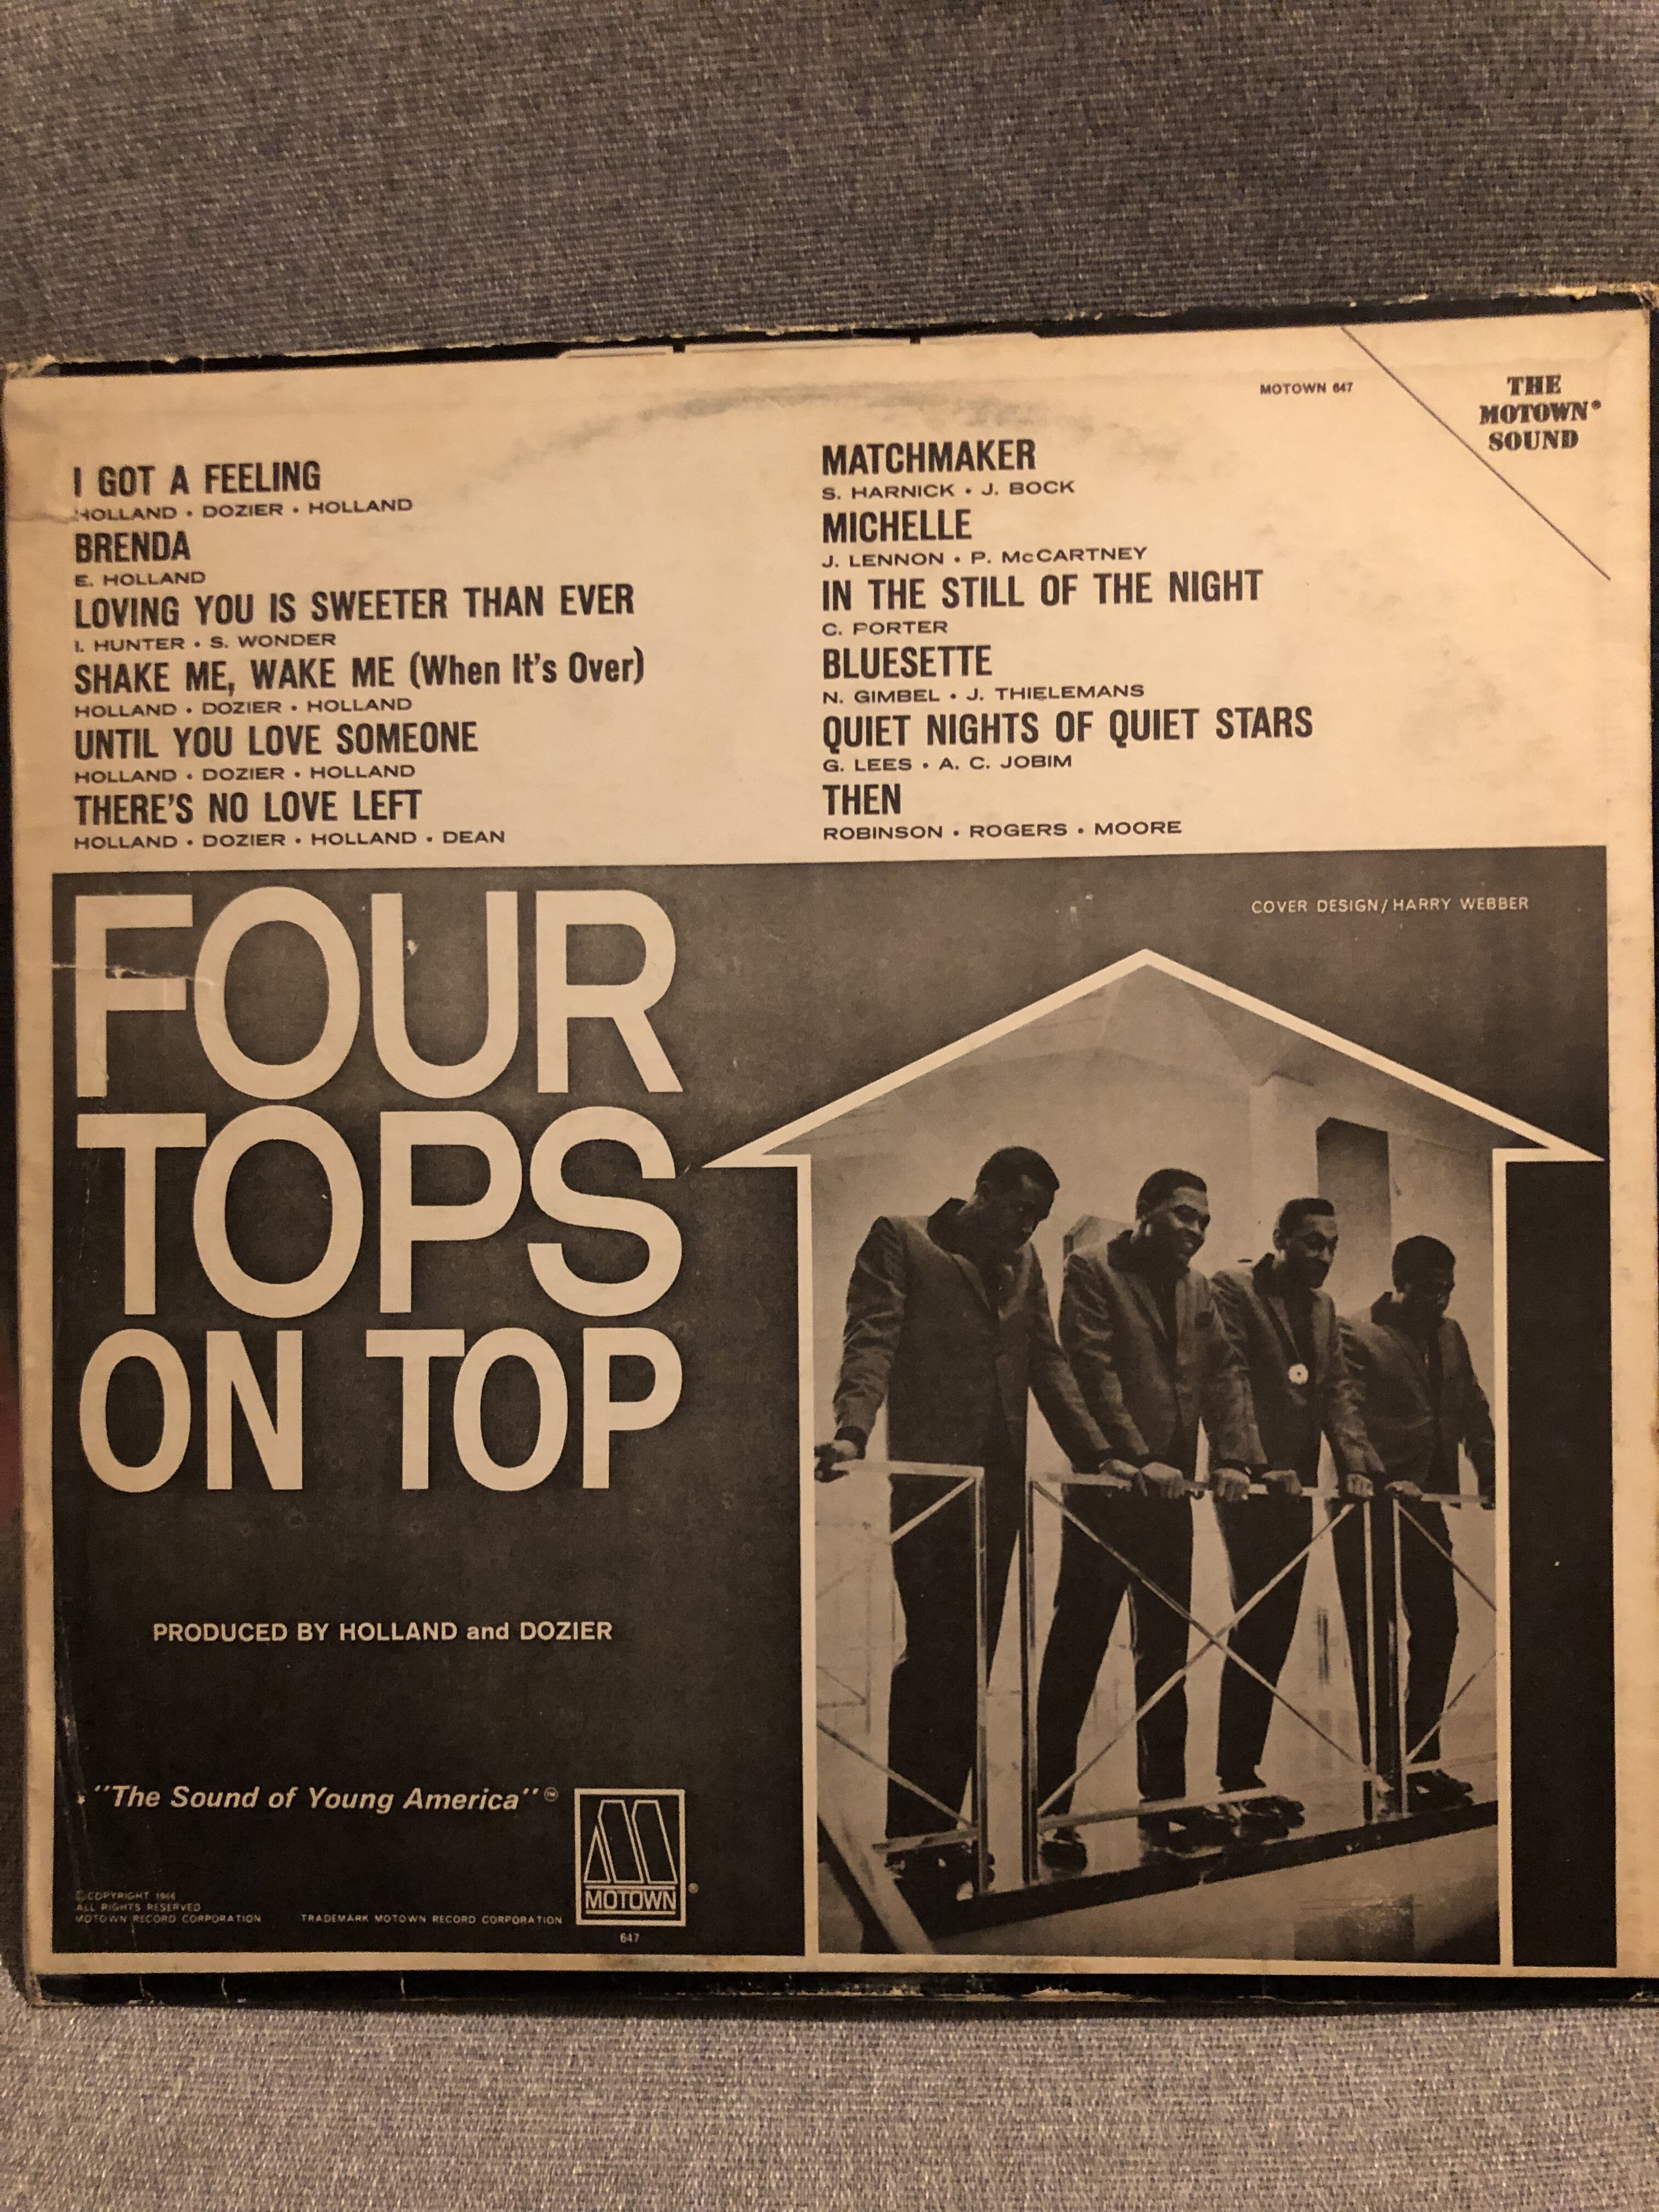 MOTOWN 647
THE
MOTOWN®
SOUND
I GOT A FEELING
HOLLAND • DOZIER • HOLLAND
BRENDA
E. HOLLAND
LOVING YOU IS SWEETER THAN EVER
I. HUNTER • S. WONDER
SHAKE ME, WAKE ME (When It's Over)
HOLLAND • DOZIER • HOLLAND
UNTIL YOU LOVE SOMEONE
HOLLAND • DOZIER • HOLLAND
THERE'S NO LOVE LEFT
HOLLAND • DOZIER • HOLLAND • DEAN
MATCHMAKER
S. HARNICK • J. BOCK
MICHELLE
J. LENNON • P. McCARTNEY
IN THE STILL OF THE NIGHT
C. PORTER
BLUESETTE
N. GIMBEL • J. THIELEMANS
QUIET NIGHTS OF QUIET STARS
G. LEES • A. C. JOBIM
THEN
ROBINSON • ROGERS • MOORE
COVER DESIGN/HARRY WEBBER
FOUR
TOPS
ON TOP
PRODUCED BY HOLLAND and DOZIER
"The Sound of Young America"™
©COPYRIGHT 1966
ALL RIGHTS RESERVED
MOTOWN RECORD CORPORATION
TRADEMARK MOTOWN RECORD CORPORATION
MOTOWN®
647